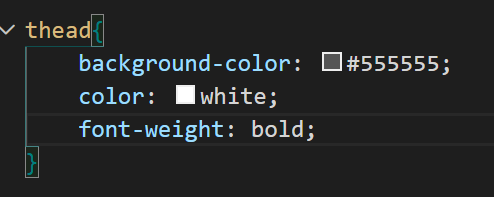 thead{
    background-color: #555555;
    color: white;
    font-weight: bold;
}